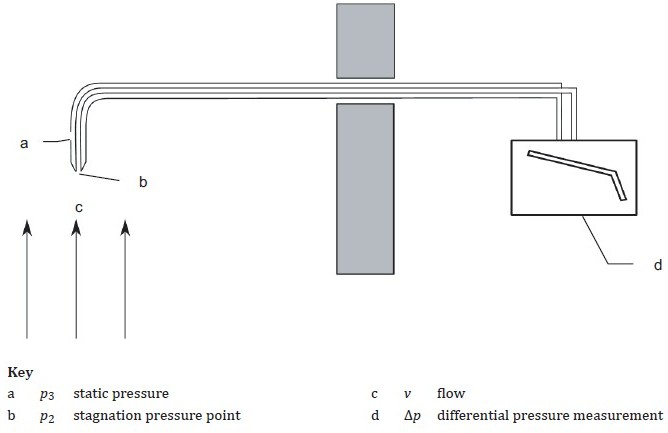 a
b
c
d
Key
a p3 static pressure
b p2 stagnation pressure point
c v flow
d Δp differential pressure measurement